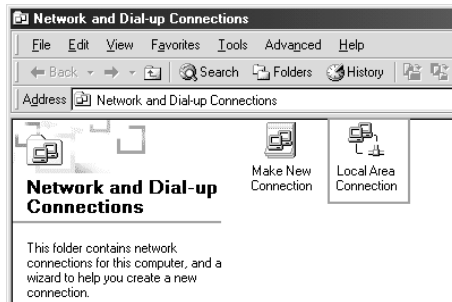 Network and Dial-up Connections
File Edit View Favorites Tools Advanced Help
Back Search Folders History
Address Network and Dial-up Connections
Make New
Connection
Local Area
Connection
Network and Dial-up
Connections
This folder contains network
connections for this computer, and a
wizard to help you create a new
connection.